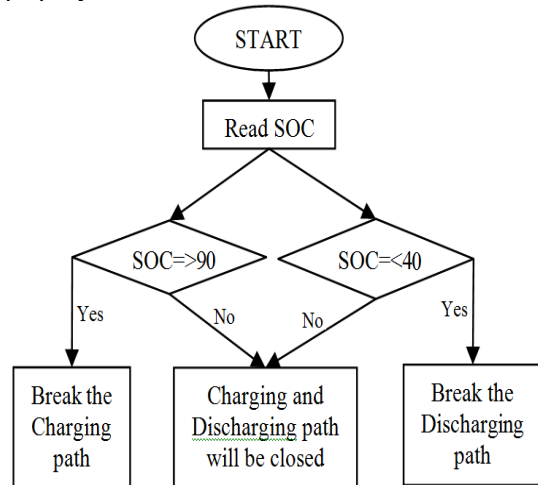 START
Read SOC
SOC=>90
SOC=<40
Yes
No
No
Yes
Break the
Charging
path
Charging and
Discharging path
will be closed
Break the
Discharging
path